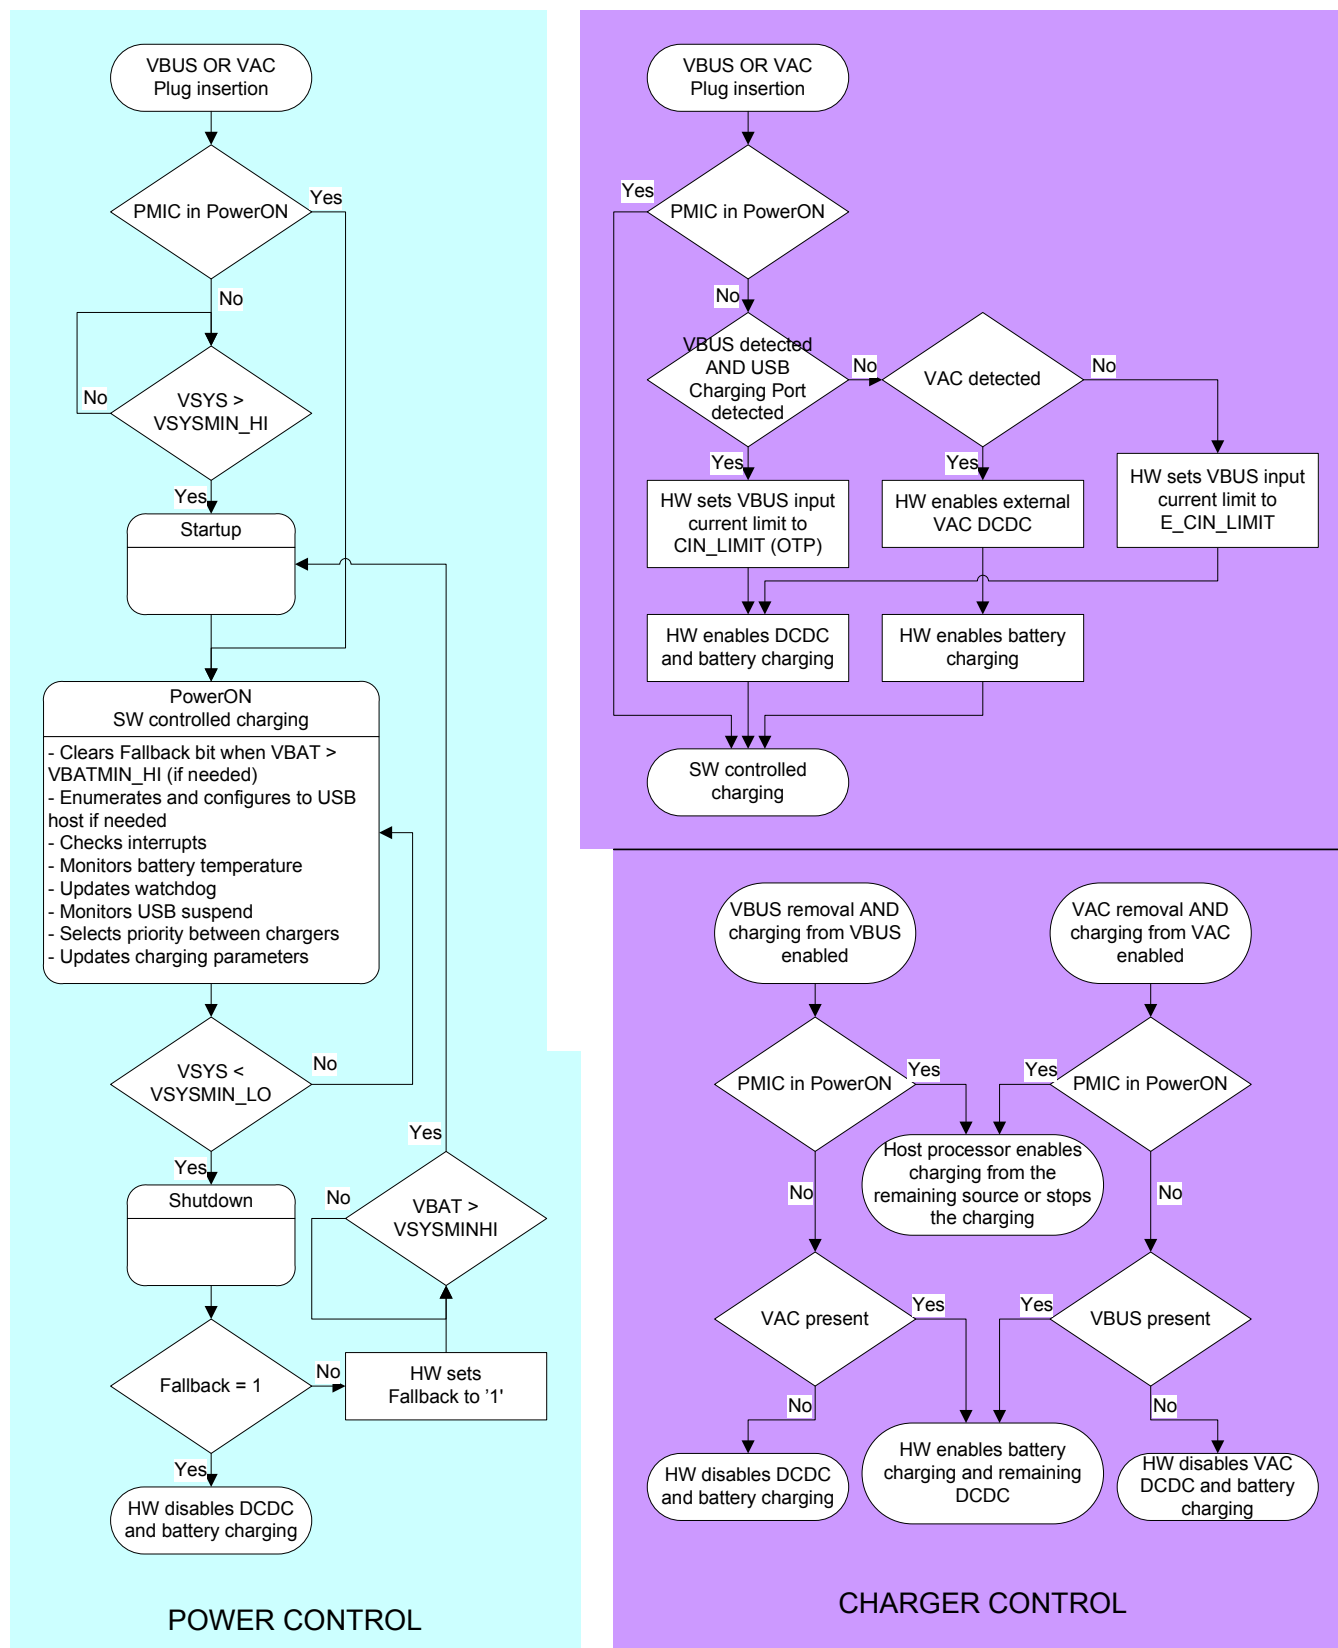 VBUS OR VAC
Plug insertion
PMIC in PowerON
Yes
No
VSYS >
VSYSMIN_HI
No
Yes
Startup
PowerON
SW controlled charging
- Clears Fallback bit when VBAT >
VBATMIN_HI (if needed)
- Enumerates and configures to USB
host if needed
- Checks interrupts
- Monitors battery temperature
- Updates watchdog
- Monitors USB suspend
- Selects priority between chargers
- Updates charging parameters
VSYS <
VSYSMIN_LO
No
Yes
Shutdown
Yes
VBAT >
VSYSMINHI
No
Fallback = 1
No
HW sets
Fallback to '1'
Yes
HW disables DCDC
and battery charging
POWER CONTROL
VBUS OR VAC
Plug insertion
Yes
PMIC in PowerON
No
VBUS detected
AND USB
Charging Port
detected
No
VAC detected
No
Yes
Yes
HW sets VBUS input
current limit to
CIN_LIMIT (OTP)
HW enables external
VAC DCDC
HW sets VBUS input
current limit to
E_CIN_LIMIT
HW enables DCDC
and battery charging
HW enables battery
charging
SW controlled
charging
VBUS removal AND
charging from VBUS
enabled
VAC removal AND
charging from VAC
enabled
PMIC in PowerON
Yes
Yes
PMIC in PowerON
Host processor enables
charging from the
remaining source or stops
the charging
No
No
VAC present
Yes
Yes
VBUS present
No
No
HW disables DCDC
and battery charging
HW enables battery
charging and remaining
DCDC
HW disables VAC
DCDC and battery
charging
CHARGER CONTROL